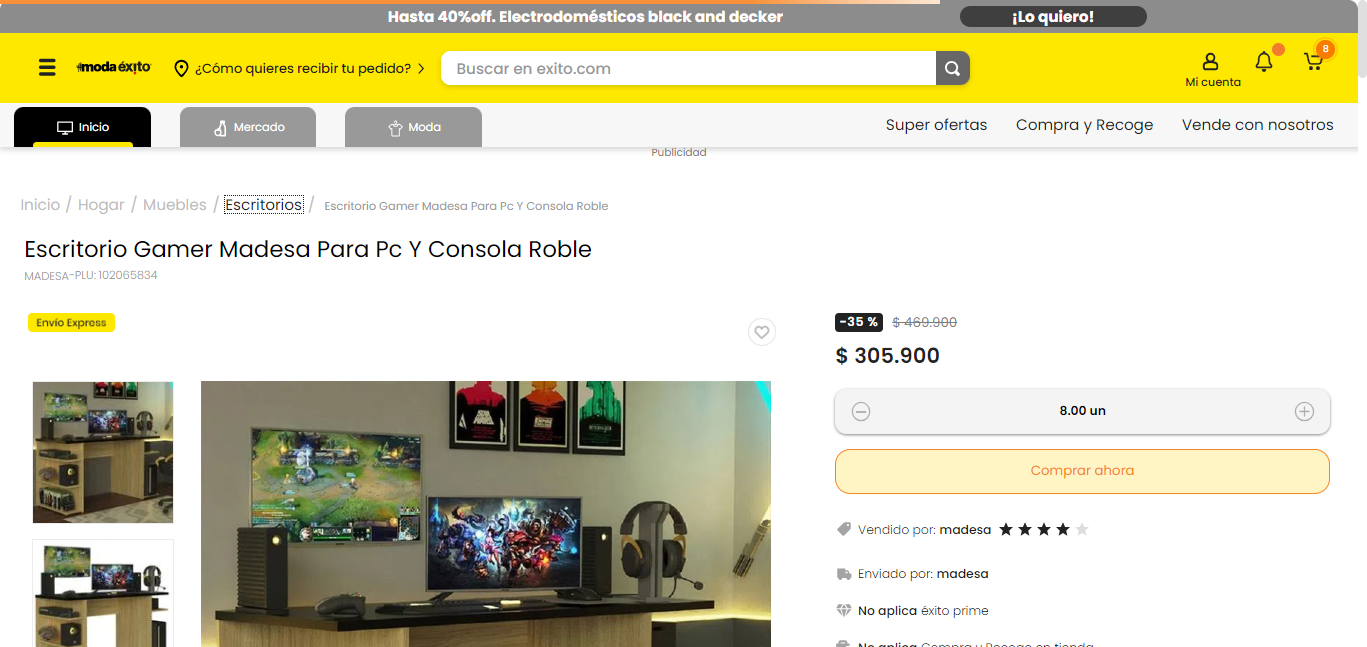 Hasta 40%off. Electrodomésticos black and decker
¡Lo quiero!
moda éxito
¿Cómo quieres recibir tu pedido?
Buscar en exito.com
Mi cuenta
8
Inicio
Mercado
Moda
Super ofertas
Compra y Recoge
Vende con nosotros
Publicidad
Inicio / Hogar / Muebles / Escritorios / Escritorio Gamer Madesa Para Pc Y Consola Roble
Escritorio Gamer Madesa Para Pc Y Consola Roble
MADESA-PLU: 102065834
Envío Express
-35 % $ 469.900
$ 305.900
8.00 un
Comprar ahora
Vendido por: madesa
Enviado por: madesa
No aplica éxito prime
No aplica Compra y Recoge en tienda